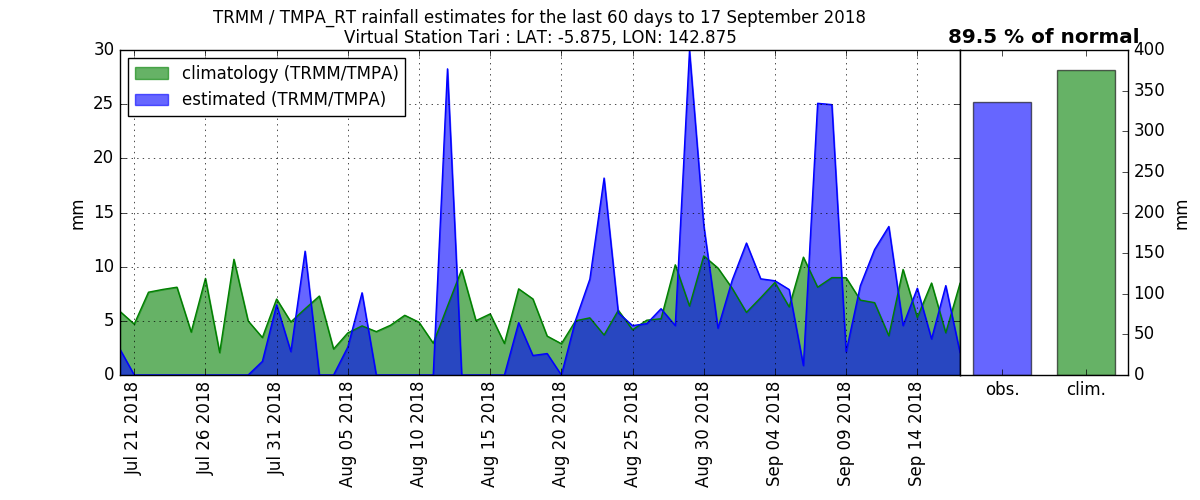 TRMM / TMPA_RT rainfall estimates for the last 60 days to 17 September 2018
Virtual Station Tari : LAT: -5.875, LON: 142.875
89.5 % of normal
climatology (TRMM/TMPA)
estimated (TRMM/TMPA)
mm
30
25
20
15
10
5
0
Jul 21 2018
Jul 26 2018
Jul 31 2018
Aug 05 2018
Aug 10 2018
Aug 15 2018
Aug 20 2018
Aug 25 2018
Aug 30 2018
Sep 04 2018
Sep 09 2018
Sep 14 2018
obs.
clim.
400
350
300
250
200
150
100
50
0
mm